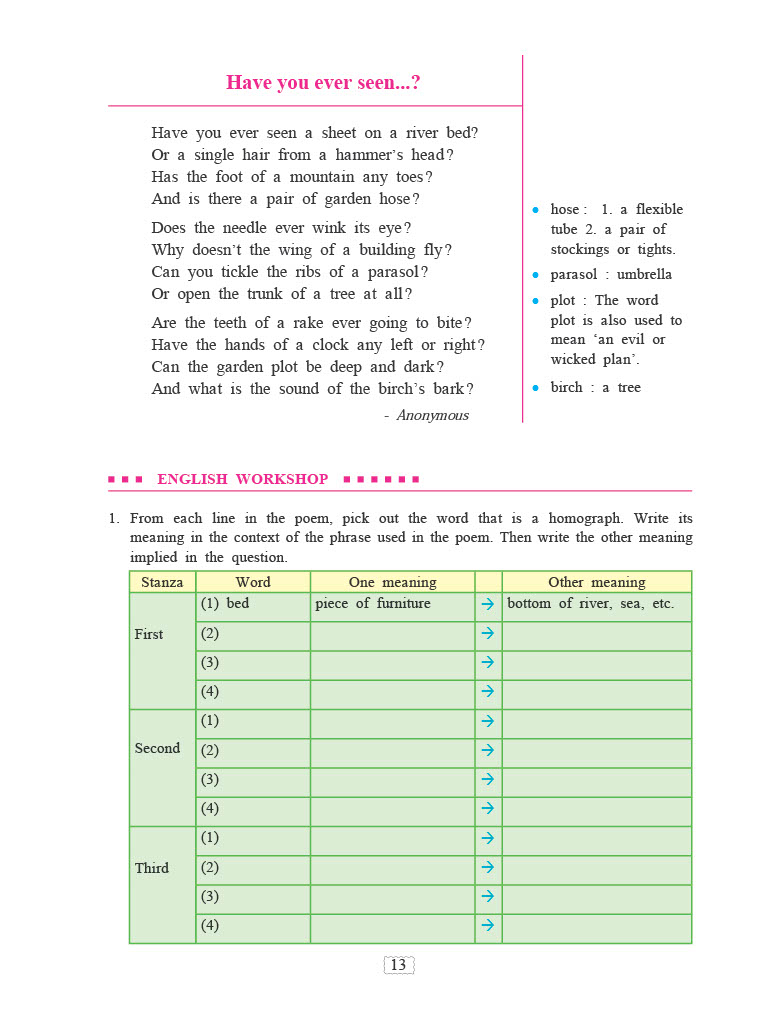 Have you ever seen...?
Have you ever seen a sheet on a river bed?
Or a single hair from a hammer's head?
Has the foot of a mountain any toes?
And is there a pair of garden hose?
Does the needle ever wink its eye?
Why doesn't the wing of a building fly?
Can you tickle the ribs of a parasol?
Or open the trunk of a tree at all?
Are the teeth of a rake ever going to bite?
Have the hands of a clock any left or right?
Can the garden plot be deep and dark?
And what is the sound of the birch's bark?
- Anonymous
• hose : 1. a flexible
tube 2. a pair of
stockings or tights.
• parasol : umbrella
• plot : The word
plot is also used to
mean 'an evil or
wicked plan'.
• birch : a tree
ENGLISH WORKSHOP
1. From each line in the poem, pick out the word that is a homograph. Write its
meaning in the context of the phrase used in the poem. Then write the other meaning
implied in the question.
Stanza Word One meaning Other meaning
(1) bed piece of furniture → bottom of river, sea, etc.
First (2) →
(3) →
(4) →
(1) →
Second (2) →
(3) →
(4) →
(1) →
Third (2) →
(3) →
(4) →
13